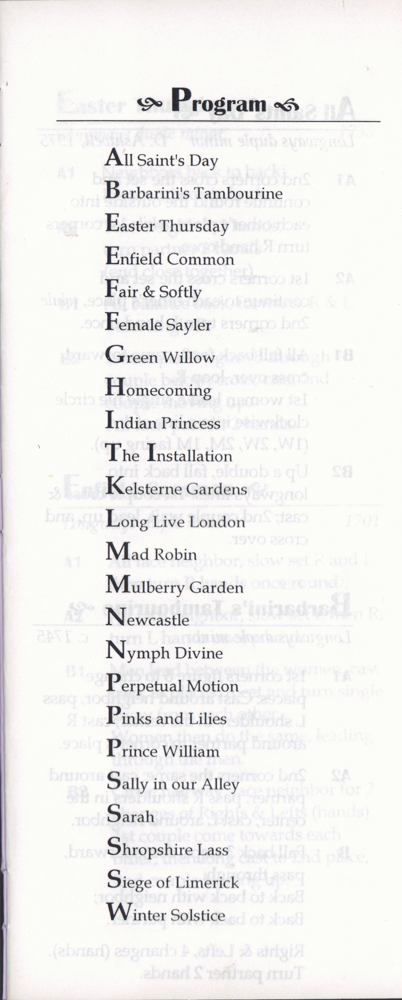 Program
All Saint's Day
Barbarini's Tambourine
Easter Thursday
Enfield Common
Fair & Softly
Female Sayler
Green Willow
Homecoming
Indian Princess
The Installation
Kelsterne Gardens
Long Live London
Mad Robin
Mulberry Garden
Newcastle
Nymph Divine
Perpetual Motion
Pinks and Lilies
Prince William
Sally in our Alley
Sarah
Shropshire Lass
Siege of Limerick
Winter Solstice